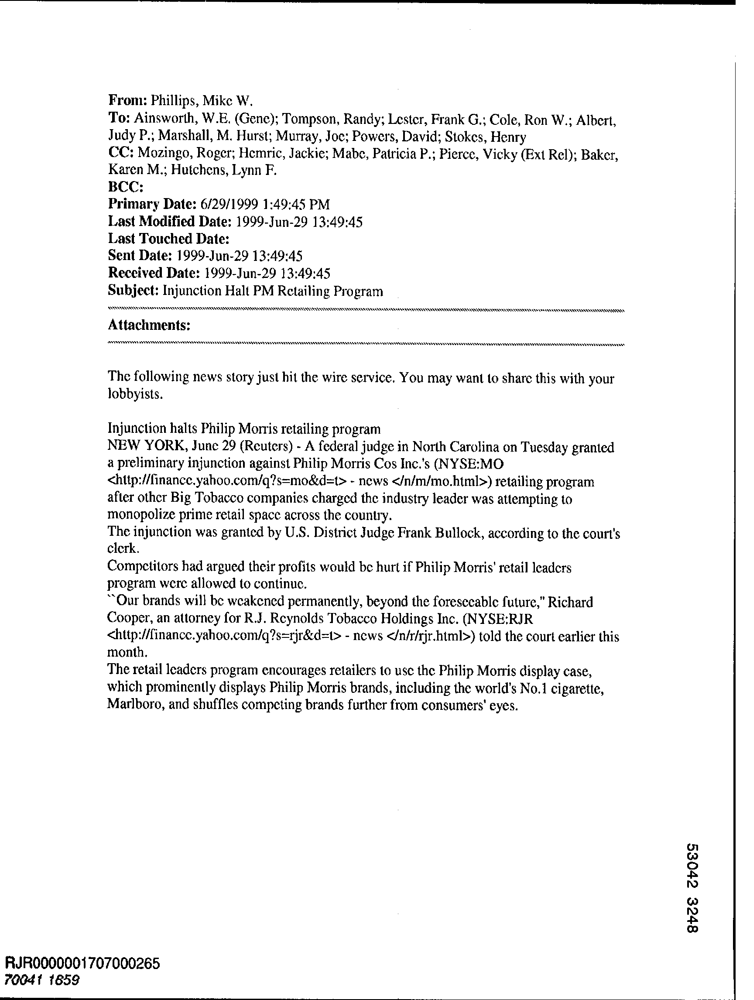 From: Phillips, Mike W.
To: Ainsworth, W.E. (Gene); Tompson, Randy; Lester, Frank G.; Cole, Ron W.; Albert,
Judy P.; Marshall, M. Hurst; Murray, Joe; Powers, David; Stokes, Henry
CC: Mozingo, Roger; Hemric, Jackie; Mabe, Patricia P.; Pierce, Vicky (Ext Rel); Baker,
Karen M.; Hutchens, Lynn F.
BCC:
Primary Date: 6/29/1999 1:49:45 PM
Last Modified Date: 1999-Jun-29 13:49:45
Last Touched Date:
Sent Date: 1999-Jun-29 13:49:45
Received Date: 1999-Jun-29 13:49:45
Subject: Injunction Halt PM Retailing Program
Attachments:
The following news story just hit the wire service. You may want to share this with your
lobbyists.
Injunction halts Philip Morris retailing program
NEW YORK, June 29 (Reuters) - A federal judge in North Carolina on Tuesday granted
a preliminary injunction against Philip Morris Cos Inc.'s (NYSE:MO
<http://finance.yahoo.com/q?s=mo&d=t> - news </n/m/mo.html>) retailing program
after other Big Tobacco companies charged the industry leader was attempting to
monopolize prime retail space across the country.
The injunction was granted by U.S. District Judge Frank Bullock, according to the court's
clerk.
Competitors had argued their profits would be hurt if Philip Morris' retail leaders
program were allowed to continue.
``Our brands will be weakened permanently, beyond the foreseeable future,'' Richard
Cooper, an attorney for R.J. Reynolds Tobacco Holdings Inc. (NYSE:RJR
<http://finance.yahoo.com/q?s=rjr&d=t> - news </n/r/rjr.html>) told the court earlier this
month.
The retail leaders program encourages retailers to use the Philip Morris display case,
which prominently displays Philip Morris brands, including the world's No.1 cigarette,
Marlboro, and shuffles competing brands further from consumers' eyes.
53042 3248
RJR0000001707000265
70041 1659